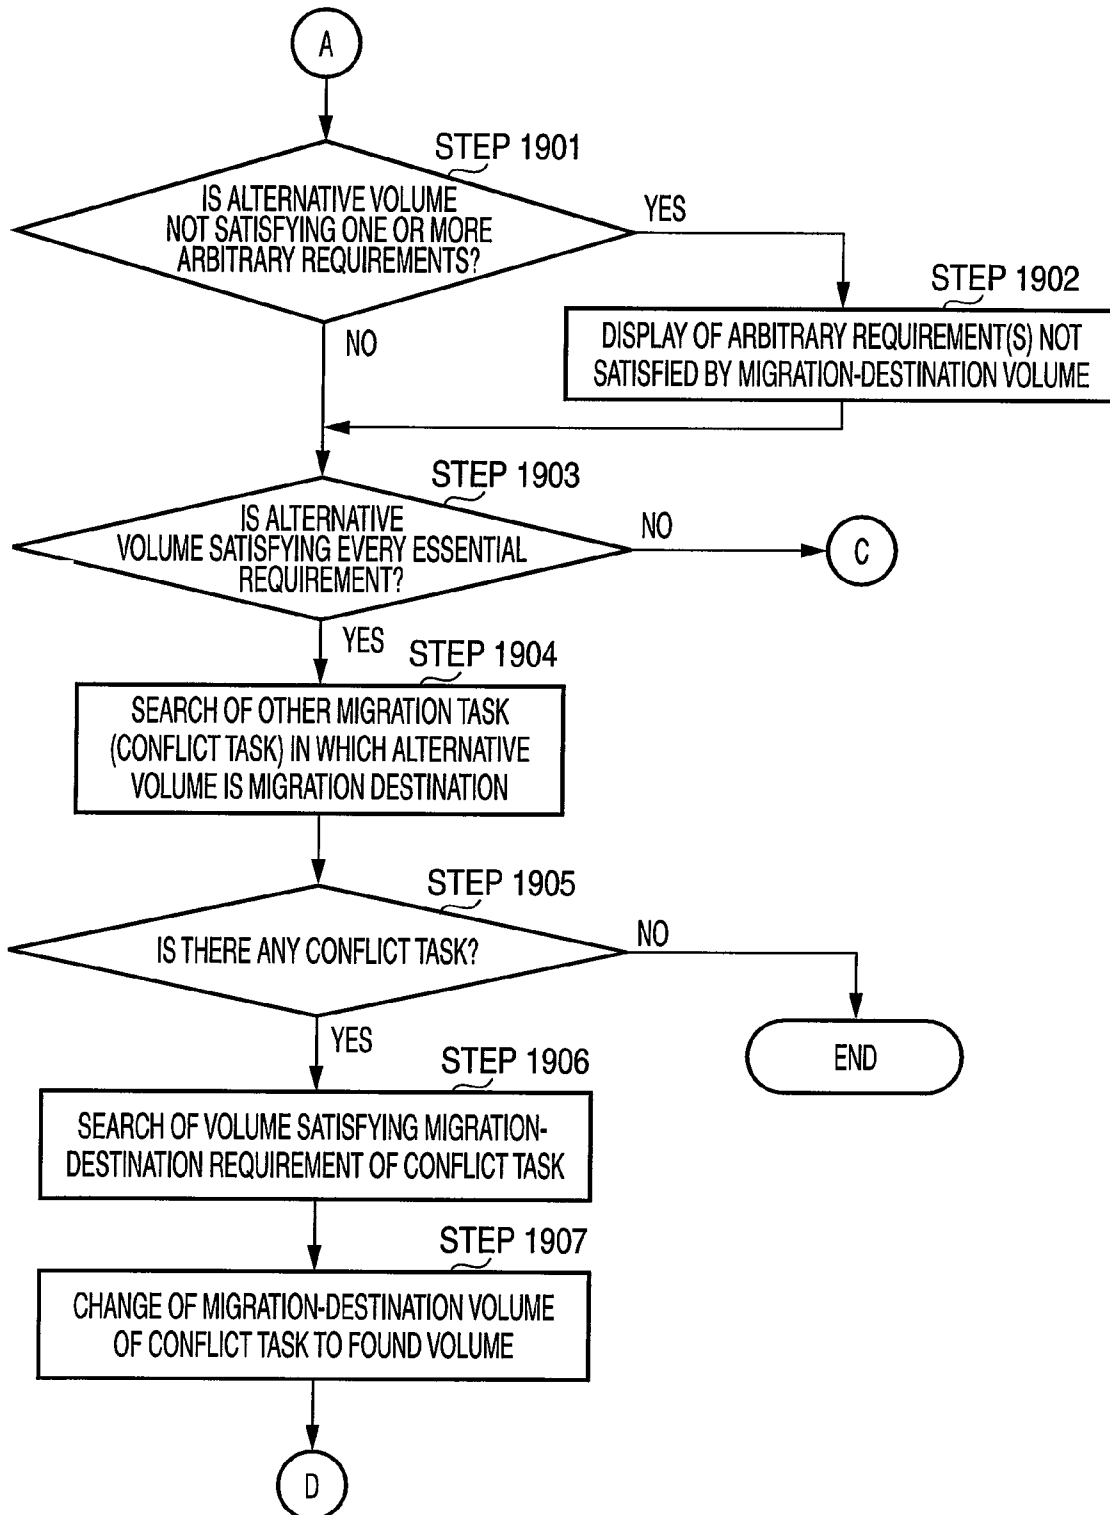 A
STEP 1901
IS ALTERNATIVE VOLUME
NOT SATISFYING ONE OR MORE
ARBITRARY REQUIREMENTS?
YES
STEP 1902
DISPLAY OF ARBITRARY REQUIREMENT(S) NOT
SATISFIED BY MIGRATION-DESTINATION VOLUME
NO
STEP 1903
IS ALTERNATIVE
VOLUME SATISFYING EVERY ESSENTIAL
REQUIREMENT?
NO
C
YES
STEP 1904
SEARCH OF OTHER MIGRATION TASK
(CONFLICT TASK) IN WHICH ALTERNATIVE
VOLUME IS MIGRATION DESTINATION
STEP 1905
IS THERE ANY CONFLICT TASK?
NO
END
YES
STEP 1906
SEARCH OF VOLUME SATISFYING MIGRATION-
DESTINATION REQUIREMENT OF CONFLICT TASK
STEP 1907
CHANGE OF MIGRATION-DESTINATION VOLUME
OF CONFLICT TASK TO FOUND VOLUME
D